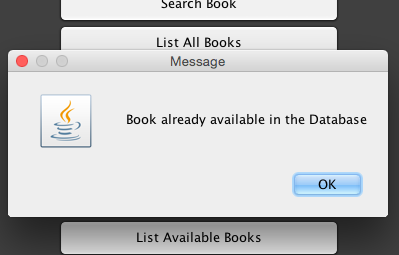 Search Book
List All Books
Message
Book already available in the Database
OK
List Available Books